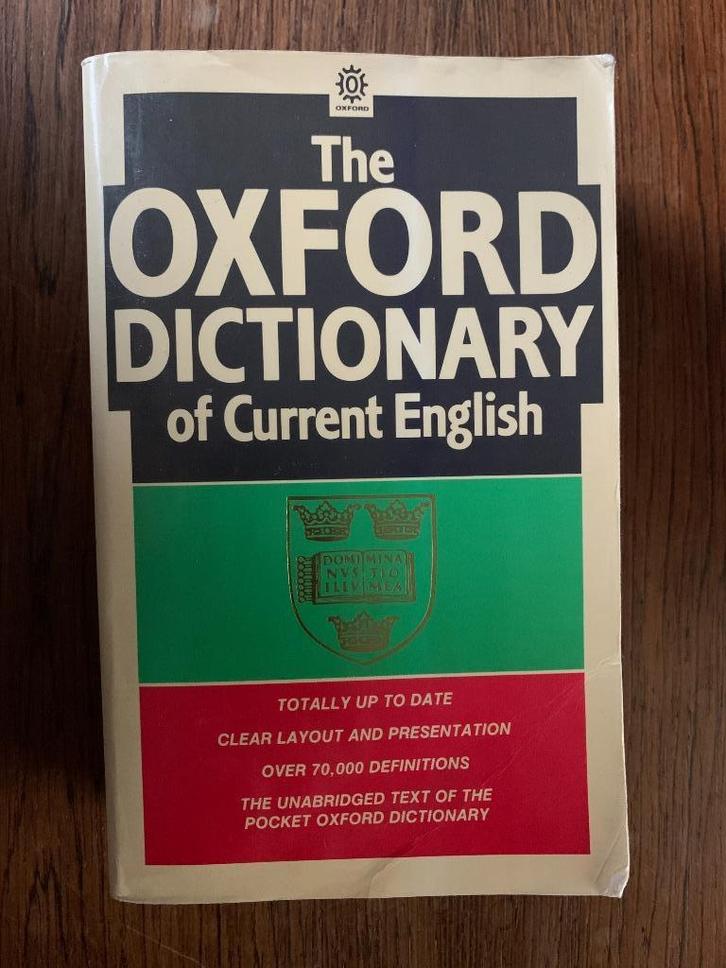 OXFORD
The
OXFORD
DICTIONARY
of Current English
DOMI MINA
NVS TIO
ILLV MEA
TOTALLY UP TO DATE
CLEAR LAYOUT AND PRESENTATION
OVER 70,000 DEFINITIONS
THE UNABRIDGED TEXT OF THE
POCKET OXFORD DICTIONARY